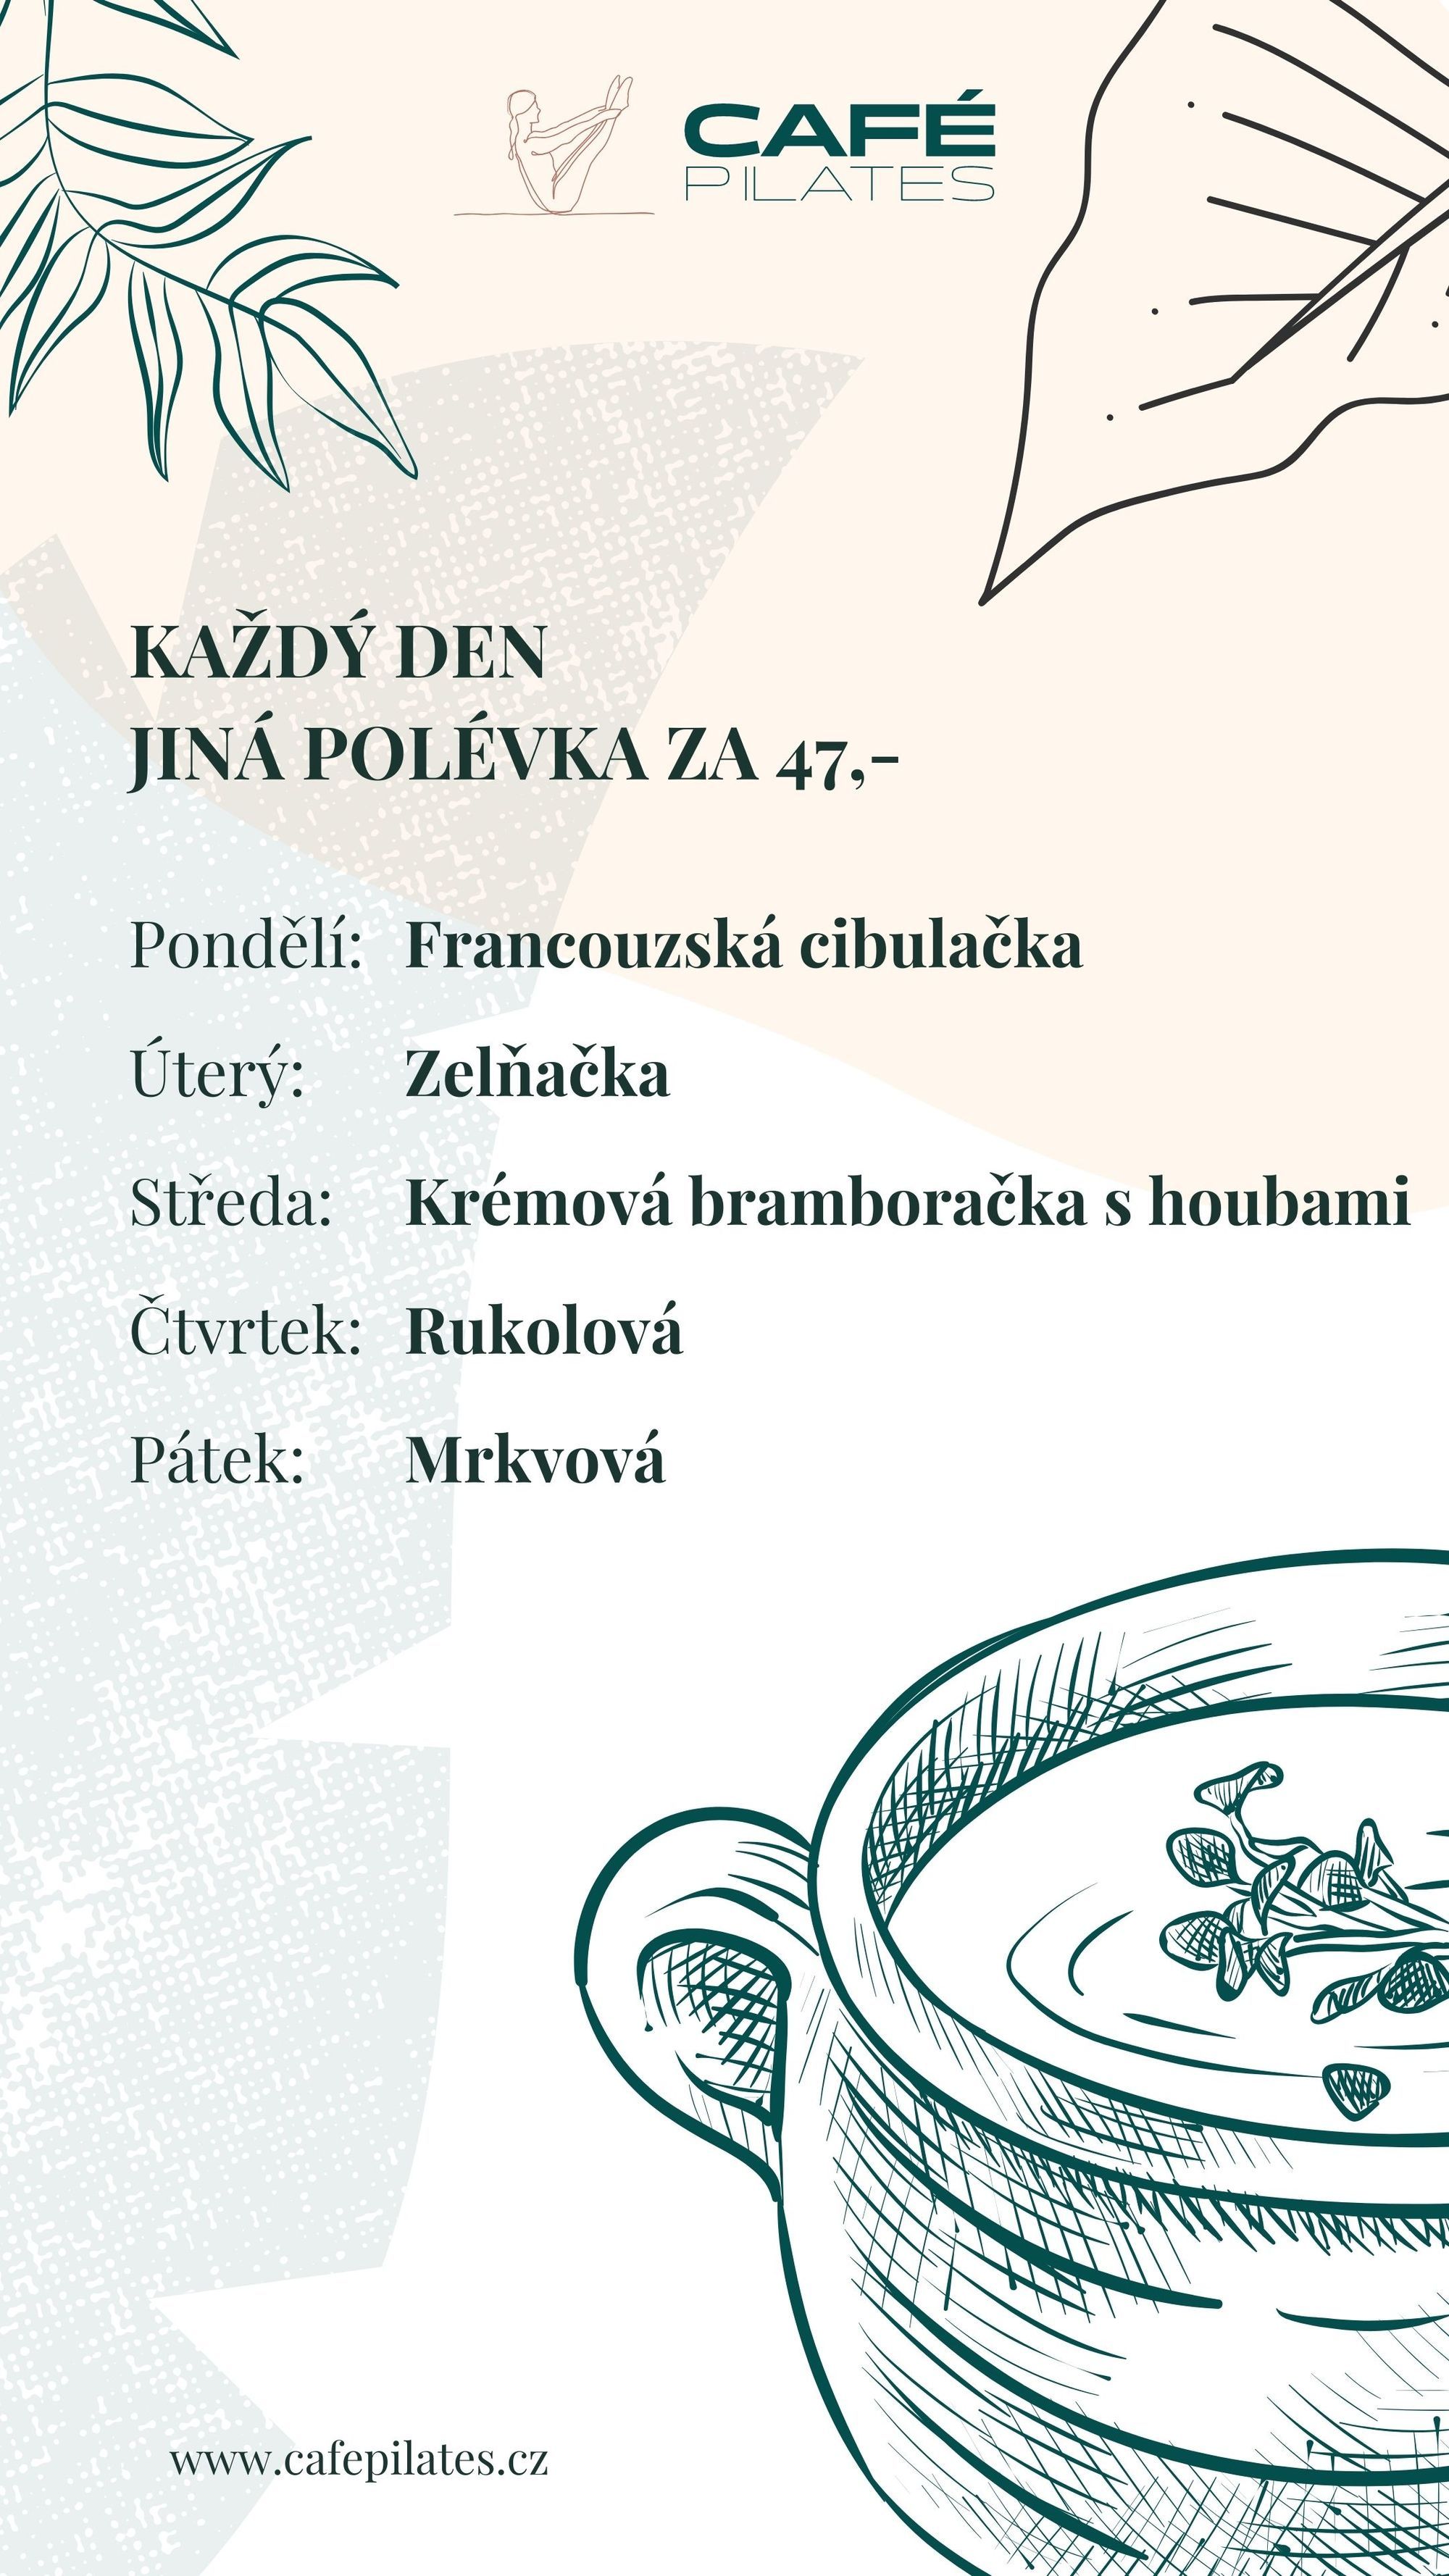 CAFÉ
PILATES
KAŽDÝ DEN
JINÁ POLÉVKA ZA 47,-
Pondělí: Francouzská cibulačka
Úterý: Zelňačka
Středa: Krémová bramboračka s houbami
Čtvrtek: Rukolová
Pátek: Mrkvová
www.cafepilates.cz